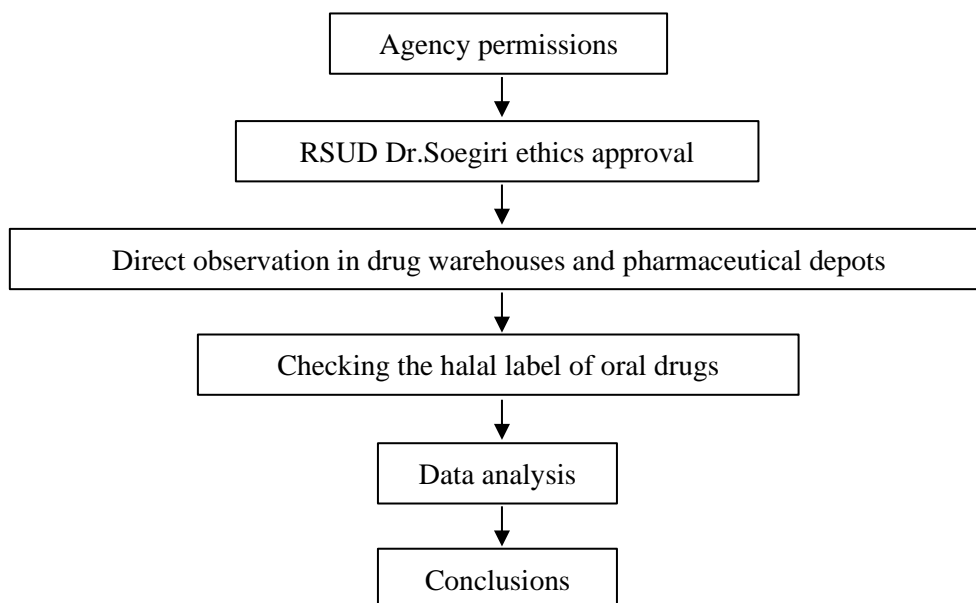 Agency permissions
RSUD Dr.Soegiri ethics approval
Direct observation in drug warehouses and pharmaceutical depots
Checking the halal label of oral drugs
Data analysis
Conclusions